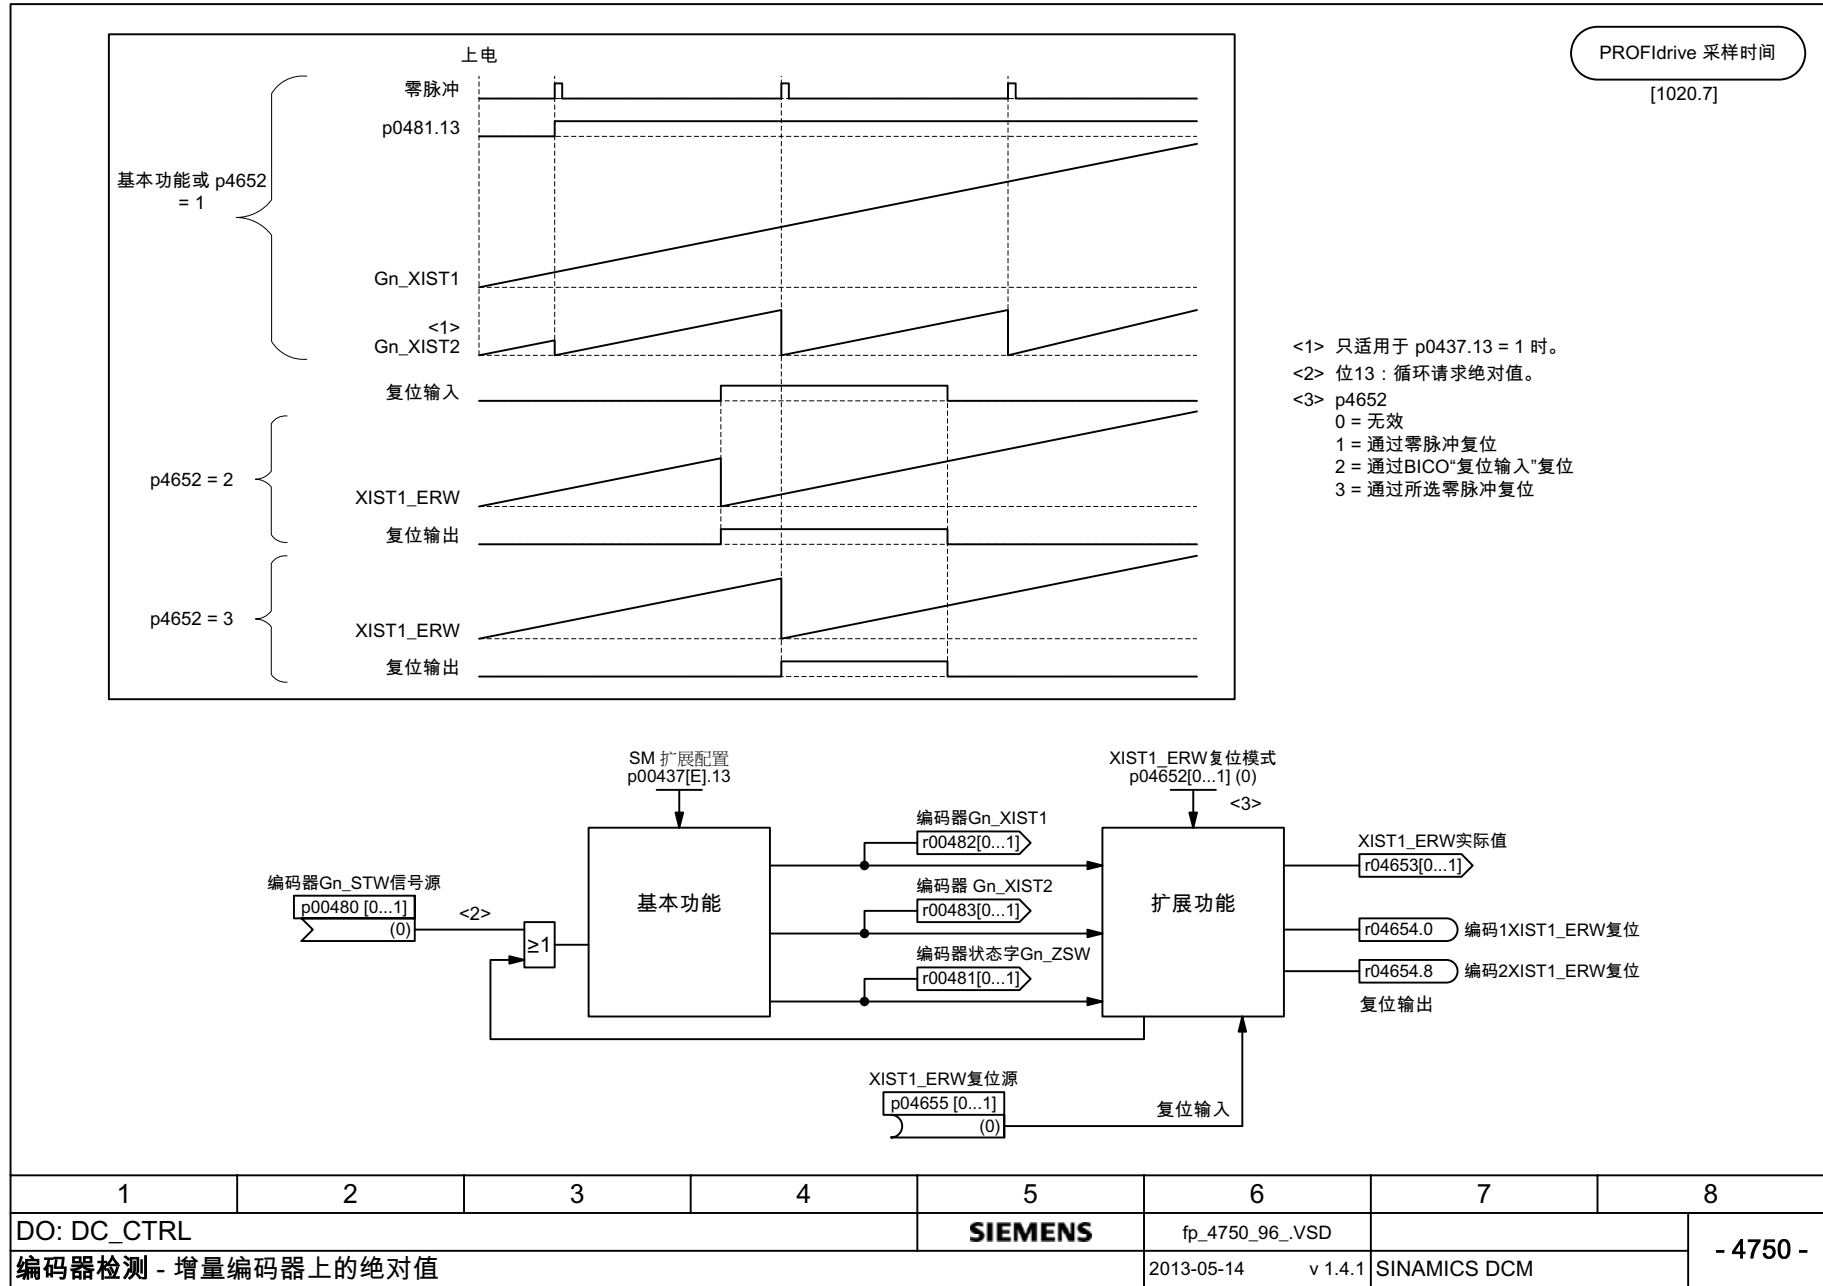 上电
零脉冲
p0481.13
基本功能或 p4652
= 1
Gn_XIST1
<1>
Gn_XIST2
复位输入
p4652 = 2
XIST1_ERW
复位输出
p4652 = 3
XIST1_ERW
复位输出
PROFIdrive 采样时间
[1020.7]
<1> 只适用于 p0437.13 = 1 时。
<2> 位13：循环请求绝对值。
<3> p4652
0 = 无效
1 = 通过零脉冲复位
2 = 通过BICO“复位输入”复位
3 = 通过所选零脉冲复位
SM 扩展配置
p00437[E].13
XIST1_ERW复位模式
p04652[0...1] (0)
<3>
编码器Gn_STW信号源
p00480 [0...1]
(0)
<2>
≥1
基本功能
编码器Gn_XIST1
r00482[0...1]
编码器 Gn_XIST2
r00483[0...1]
编码器状态字Gn_ZSW
r00481[0...1]
扩展功能
XIST1_ERW实际值
r04653[0...1]
r04654.0 编码1XIST1_ERW复位
r04654.8 编码2XIST1_ERW复位
复位输出
XIST1_ERW复位源
p04655 [0...1]
(0)
复位输入
1 2 3 4 5 6 7 8
DO: DC_CTRL SIEMENS fp_4750_96_.VSD
编码器检测 - 增量编码器上的绝对值 2013-05-14 v 1.4.1 SINAMICS DCM
- 4750 -